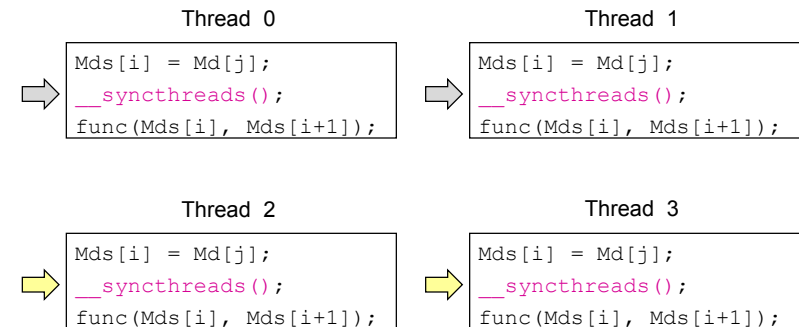 Thread 0
Mds[i] = Md[j];
__syncthreads();
func(Mds[i], Mds[i+1]);
Thread 1
Mds[i] = Md[j];
__syncthreads();
func(Mds[i], Mds[i+1]);
Thread 2
Mds[i] = Md[j];
__syncthreads();
func(Mds[i], Mds[i+1]);
Thread 3
Mds[i] = Md[j];
__syncthreads();
func(Mds[i], Mds[i+1]);